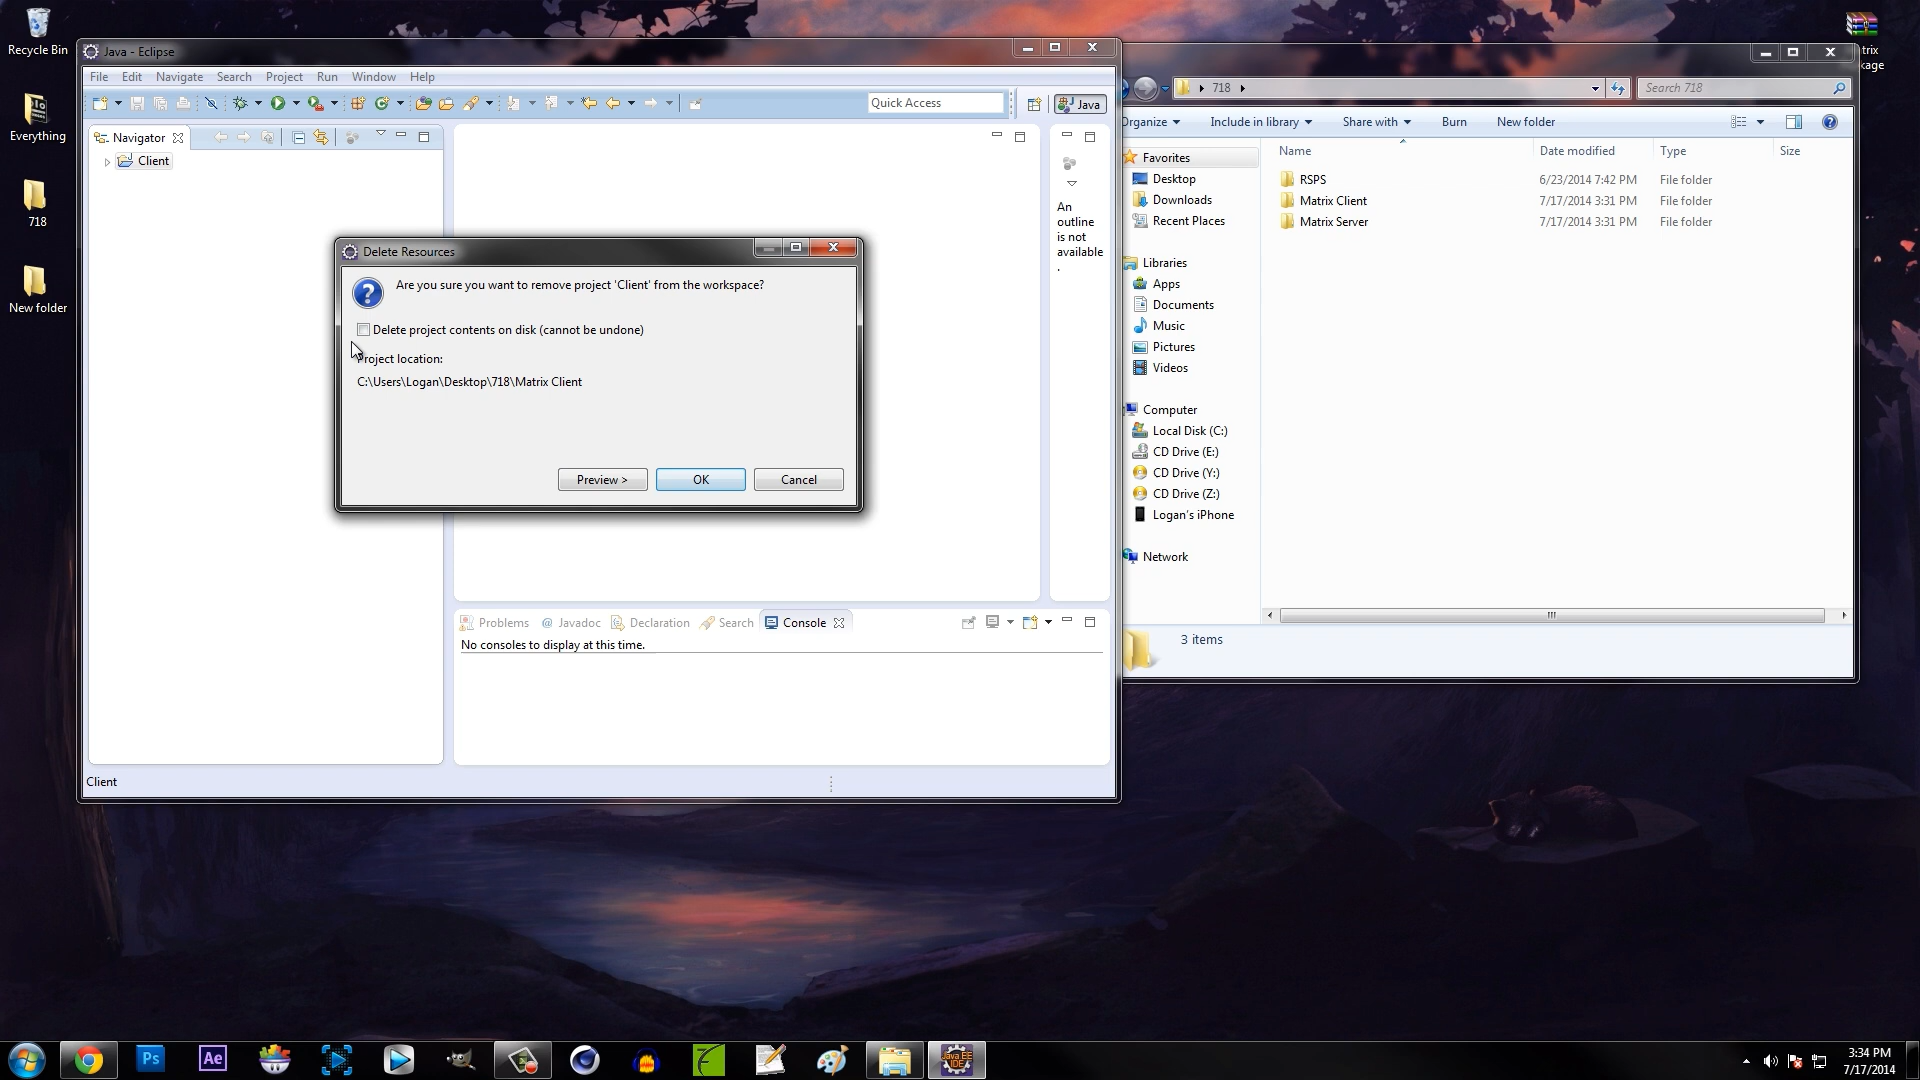 Recycle Bin
Everything
718
New folder
Java - Eclipse
File Edit Navigate Search Project Run Window Help
Quick Access
Java
Navigator
Client
An
outline
is not
available
.
Delete Resources
Are you sure you want to remove project 'Client' from the workspace?
Delete project contents on disk (cannot be undone)
Project location:
C:\Users\Logan\Desktop\718\Matrix Client
Preview >
OK
Cancel
Problems
@ Javadoc
Declaration
Search
Console
No consoles to display at this time.
Client
trix
kage
718
Search 718
Organize
Include in library
Share with
Burn
New folder
Favorites
Desktop
Downloads
Recent Places
Libraries
Apps
Documents
Music
Pictures
Videos
Computer
Local Disk (C:)
CD Drive (E:)
CD Drive (Y:)
CD Drive (Z:)
Logan's iPhone
Network
Name Date modified Type Size
RSPS 6/23/2014 7:42 PM File folder
Matrix Client 7/17/2014 3:31 PM File folder
Matrix Server 7/17/2014 3:31 PM File folder
3 items
Ps
Ae
Java EE
IDE
3:34 PM
7/17/2014